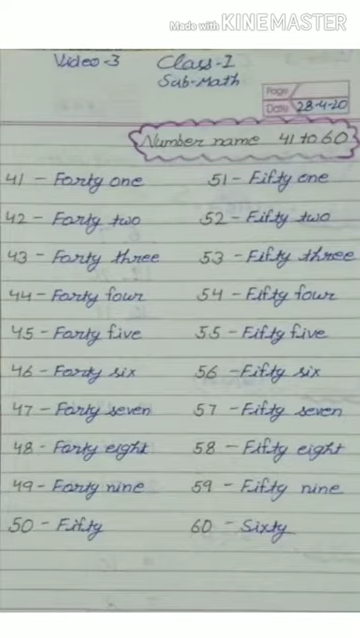 Made with KINEMASTER
Video-3 Class-I
Sub-Math
Page
Date 28-4-20
Number name 41 to 60
41 - Forty one 51 - Fifty one
42 - Forty two 52 - Fifty two
43 - Forty three 53 - Fifty three
44 - Forty four 54 - Fifty four
45 - Forty five 55 - Fifty five
46 - Forty six 56 - Fifty six
47 - Forty seven 57 - Fifty seven
48 - Forty eight 58 - Fifty eight
49 - Forty nine 59 - Fifty nine
50 - Fifty 60 - Sixty